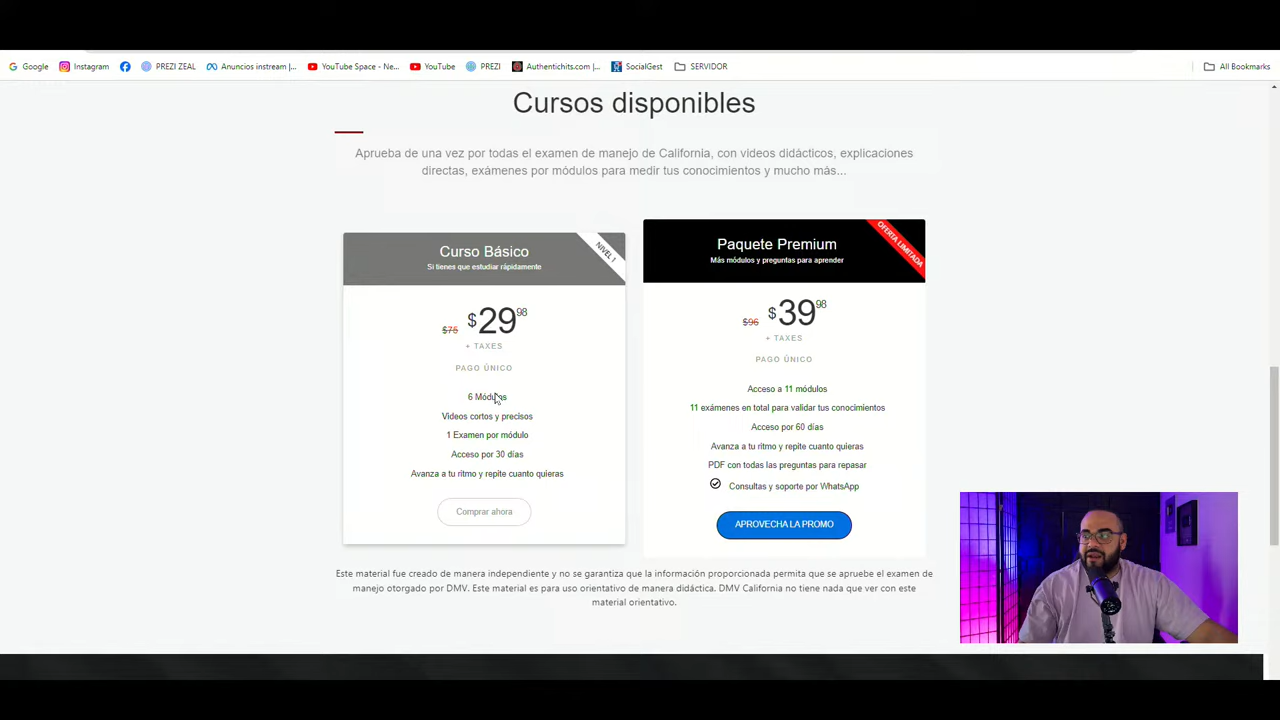 Google
Instagram
PREZI ZEAL
Anuncios instream |...
YouTube Space - Ne...
YouTube
PREZI
Authentichits.com |...
SocialGest
SERVIDOR
All Bookmarks
Cursos disponibles
Aprueba de una vez por todas el examen de manejo de California, con videos didácticos, explicaciones
directas, exámenes por módulos para medir tus conocimientos y mucho más...
Curso Básico
Si tienes que estudiar rápidamente
NIVEL 1
$75 $29 98
+ TAXES
PAGO ÚNICO
6 Módulos
Videos cortos y precisos
1 Examen por módulo
Acceso por 30 días
Avanza a tu ritmo y repite cuanto quieras
Comprar ahora
Paquete Premium
Más módulos y preguntas para aprender
OFERTA LIMITADA
$96 $39 98
+ TAXES
PAGO ÚNICO
Acceso a 11 módulos
11 exámenes en total para validar tus conocimientos
Acceso por 60 días
Avanza a tu ritmo y repite cuanto quieras
PDF con todas las preguntas para repasar
Consultas y soporte por WhatsApp
APROVECHA LA PROMO
Este material fue creado de manera independiente y no se garantiza que la información proporcionada permita que se apruebe el examen de
manejo otorgado por DMV. Este material es para uso orientativo de manera didáctica. DMV California no tiene nada que ver con este
material orientativo.